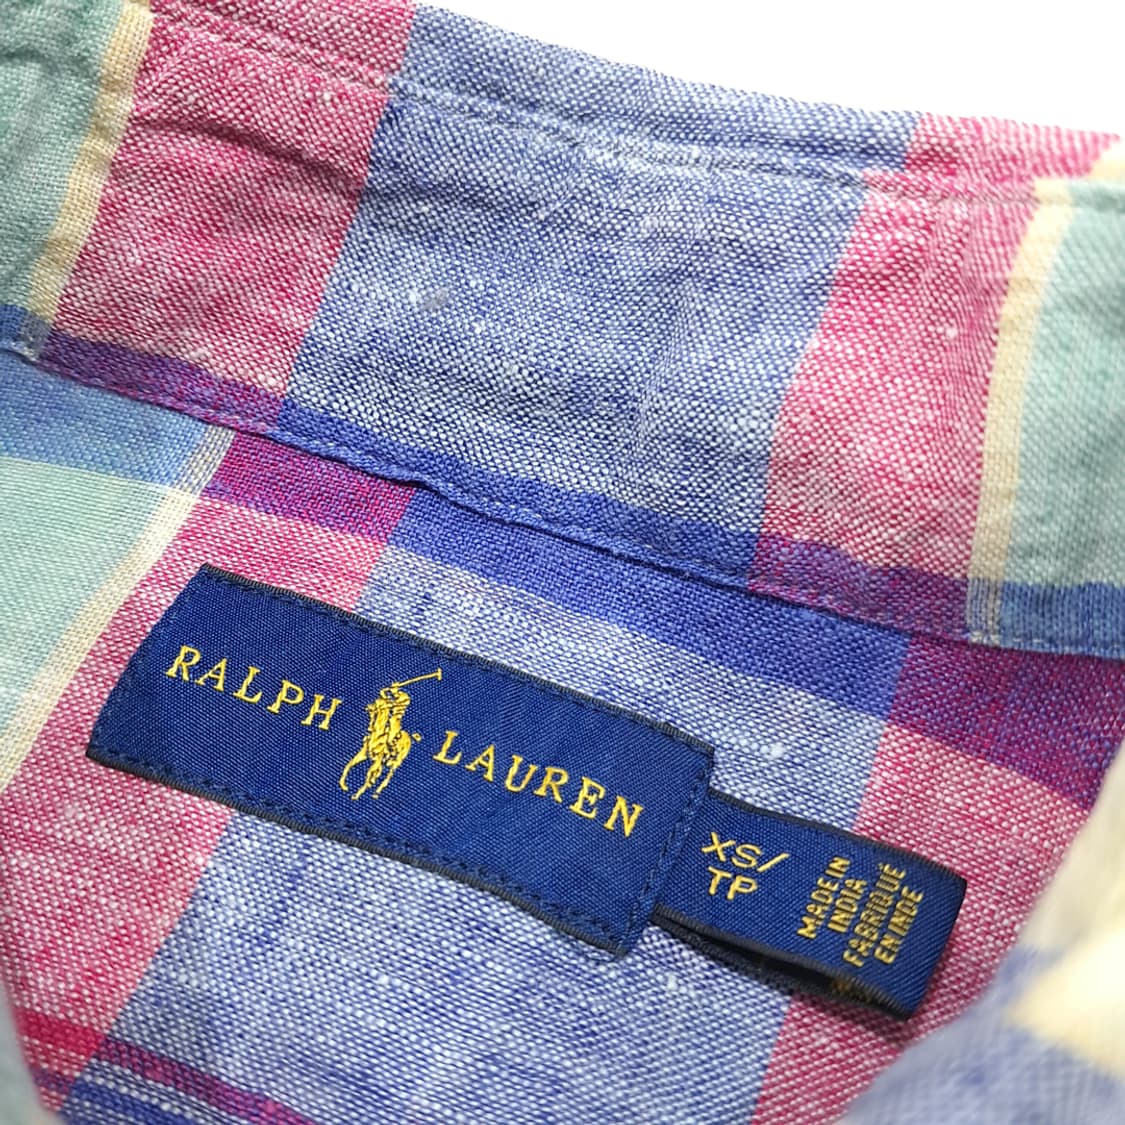 RALPH LAUREN
XS/
TP
MADE IN
INDIA
FABRIQUÉ
EN INDE